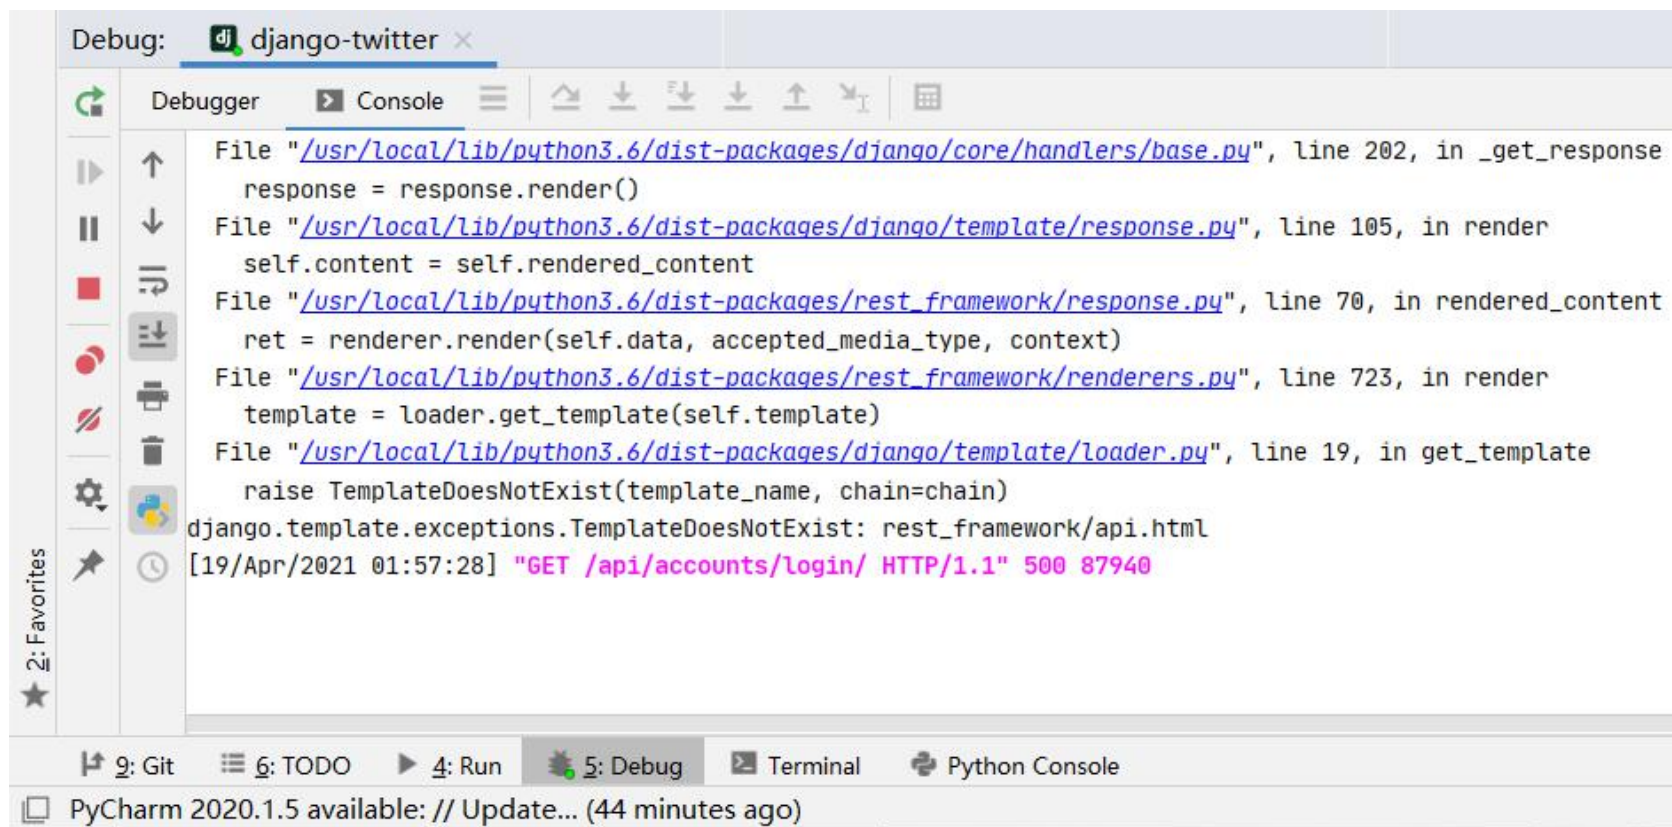 Debug: django-twitter
Debugger Console
File "/usr/local/lib/python3.6/dist-packages/django/core/handlers/base.py", line 202, in _get_response
response = response.render()
File "/usr/local/lib/python3.6/dist-packages/django/template/response.py", line 105, in render
self.content = self.rendered_content
File "/usr/local/lib/python3.6/dist-packages/rest_framework/response.py", line 70, in rendered_content
ret = renderer.render(self.data, accepted_media_type, context)
File "/usr/local/lib/python3.6/dist-packages/rest_framework/renderers.py", line 723, in render
template = loader.get_template(self.template)
File "/usr/local/lib/python3.6/dist-packages/django/template/loader.py", line 19, in get_template
raise TemplateDoesNotExist(template_name, chain=chain)
django.template.exceptions.TemplateDoesNotExist: rest_framework/api.html
[19/Apr/2021 01:57:28] "GET /api/accounts/login/ HTTP/1.1" 500 87940
2: Favorites
9: Git 6: TODO 4: Run 5: Debug Terminal Python Console
PyCharm 2020.1.5 available: // Update... (44 minutes ago)